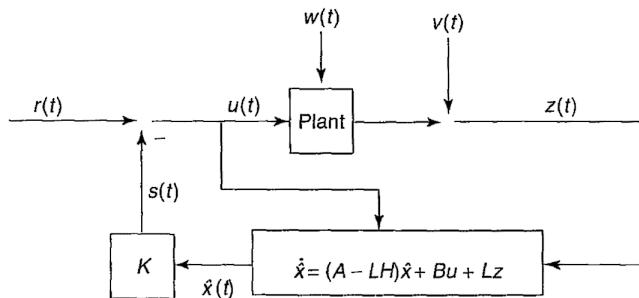 w(t)
v(t)
r(t)
u(t)
Plant
z(t)
−
s(t)
K
x̂(t)
ẋ̂ = (A − LH)x̂ + Bu + Lz